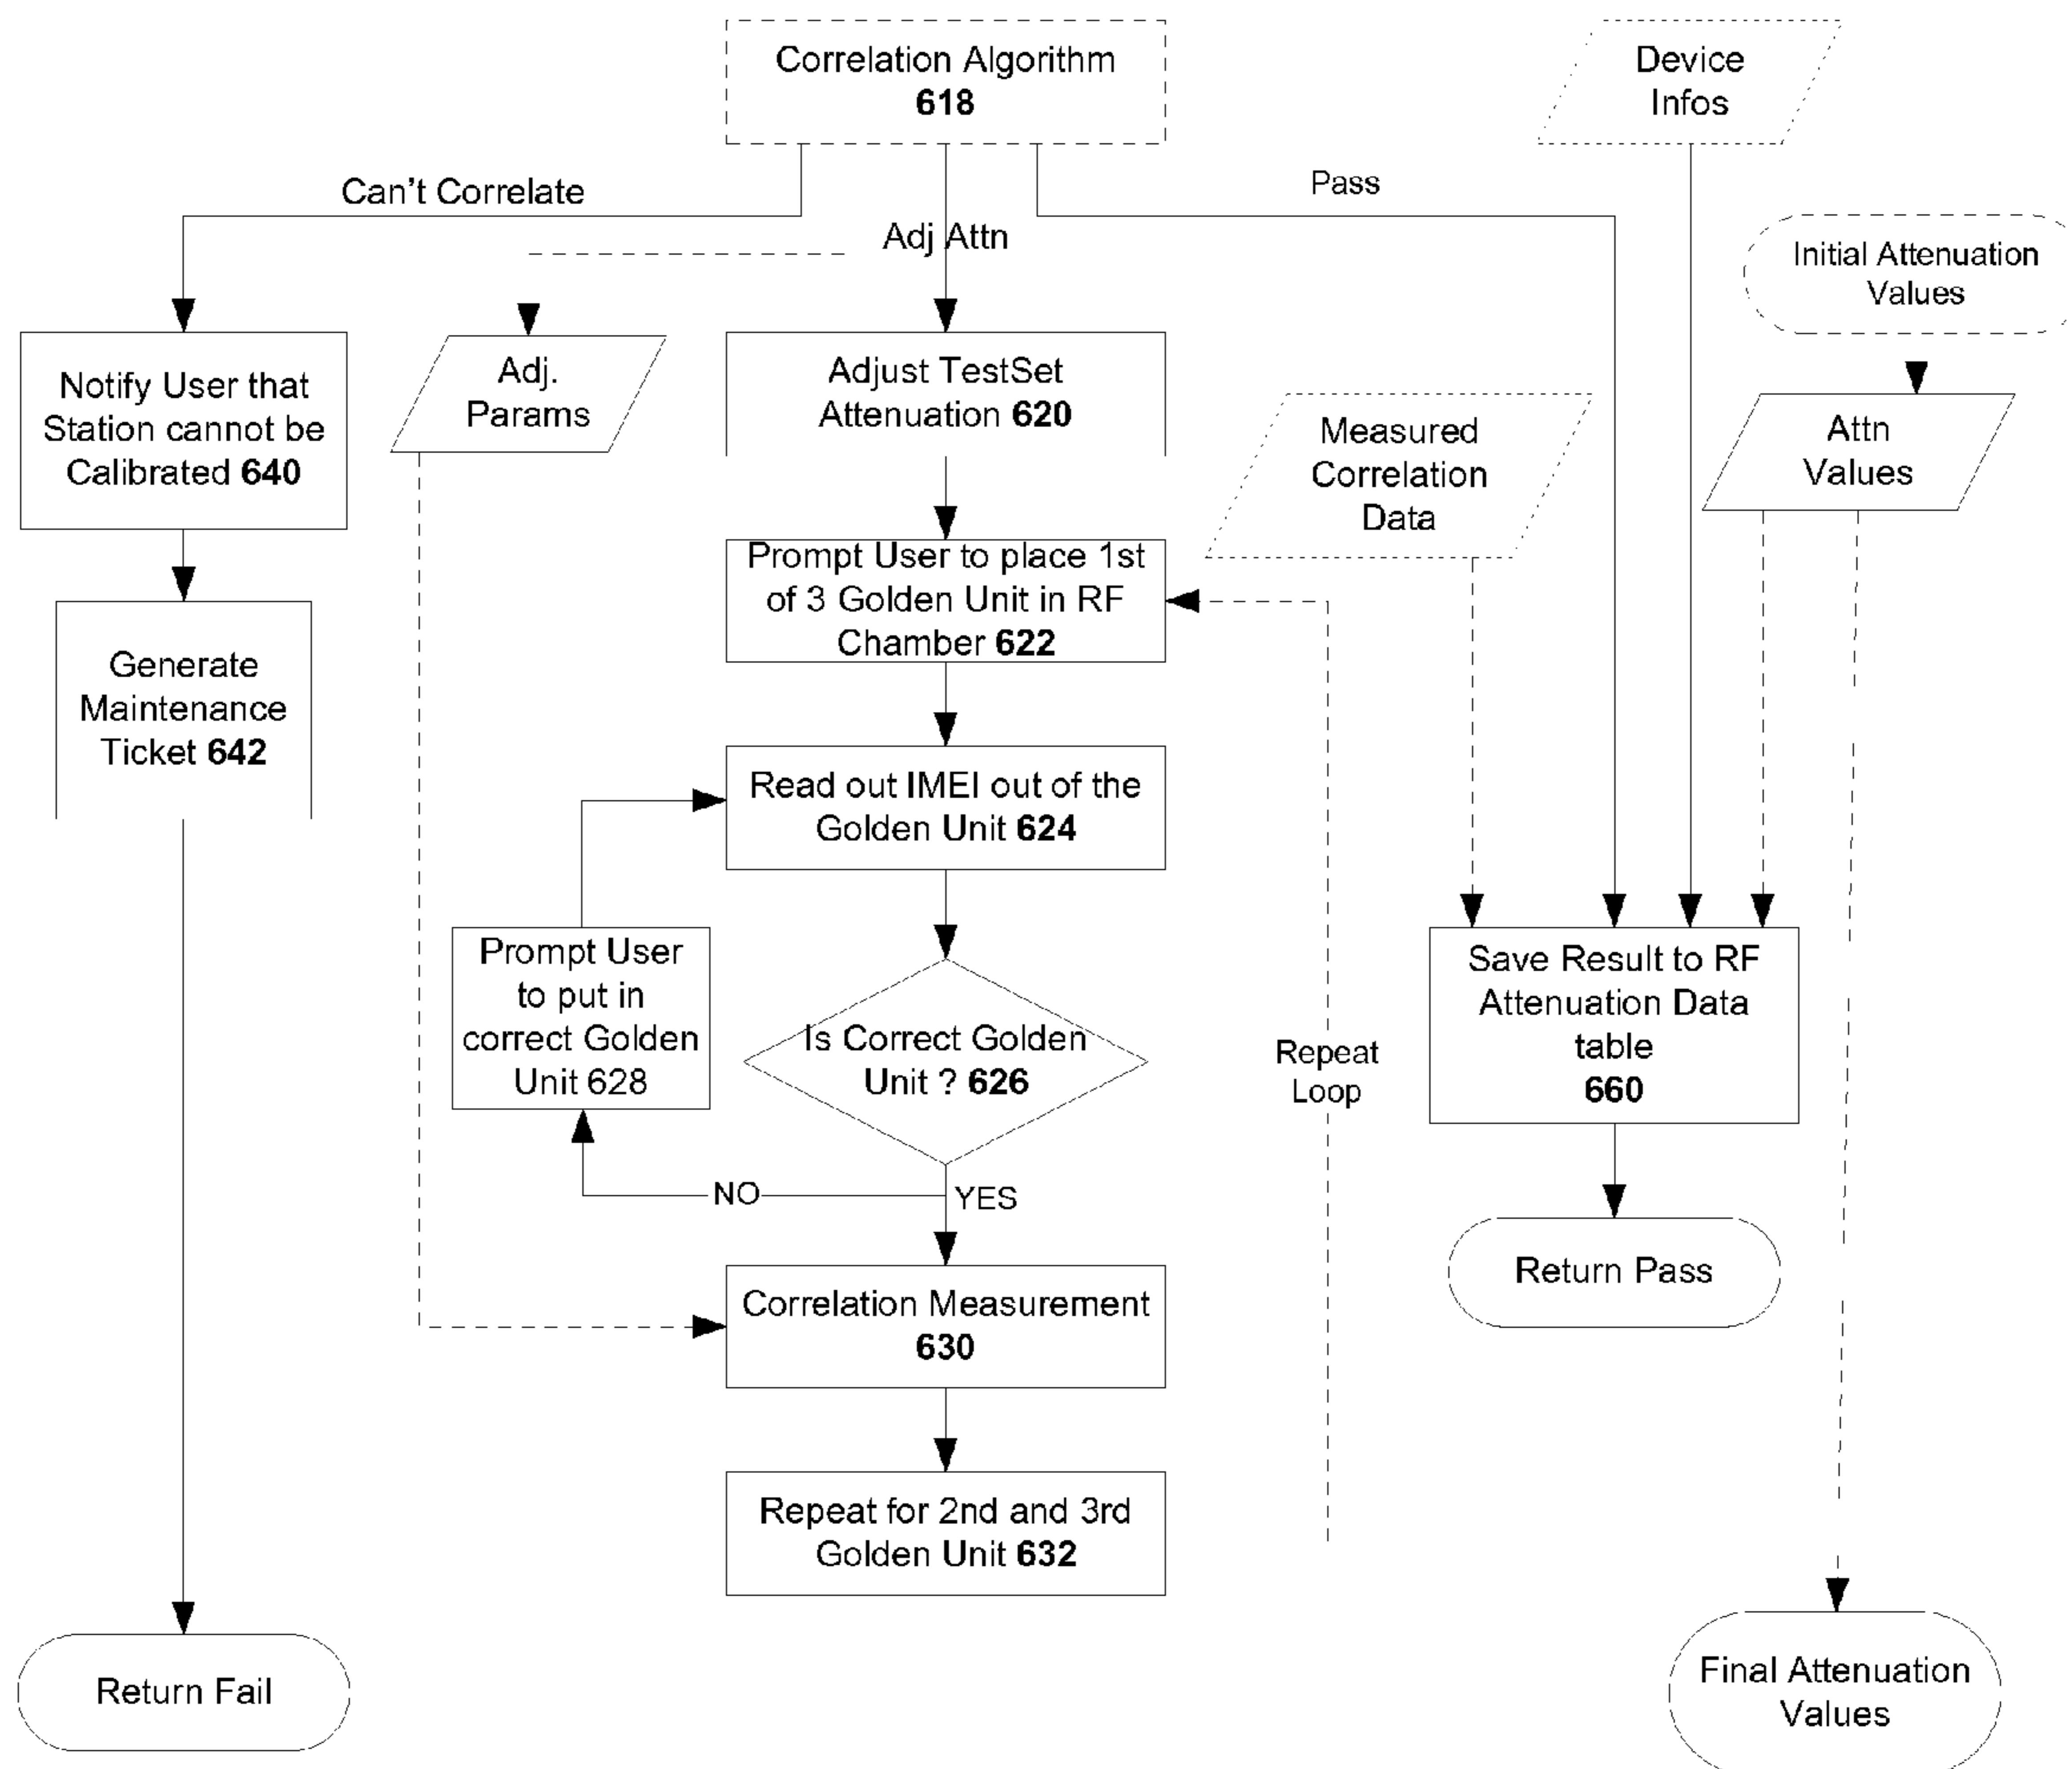 Correlation Algorithm
618
Device
Infos
Can't Correlate
Pass
Adj Attn
Initial Attenuation
Values
Notify User that
Station cannot be
Calibrated 640
Adj.
Params
Adjust TestSet
Attenuation 620
Measured
Correlation
Data
Attn
Values
Prompt User to place 1st
of 3 Golden Unit in RF
Chamber 622
Generate
Maintenance
Ticket 642
Read out IMEI out of the
Golden Unit 624
Prompt User
to put in
correct Golden
Unit 628
Is Correct Golden
Unit ? 626
Repeat
Loop
Save Result to RF
Attenuation Data
table
660
NO
YES
Correlation Measurement
630
Return Pass
Repeat for 2nd and 3rd
Golden Unit 632
Return Fail
Final Attenuation
Values